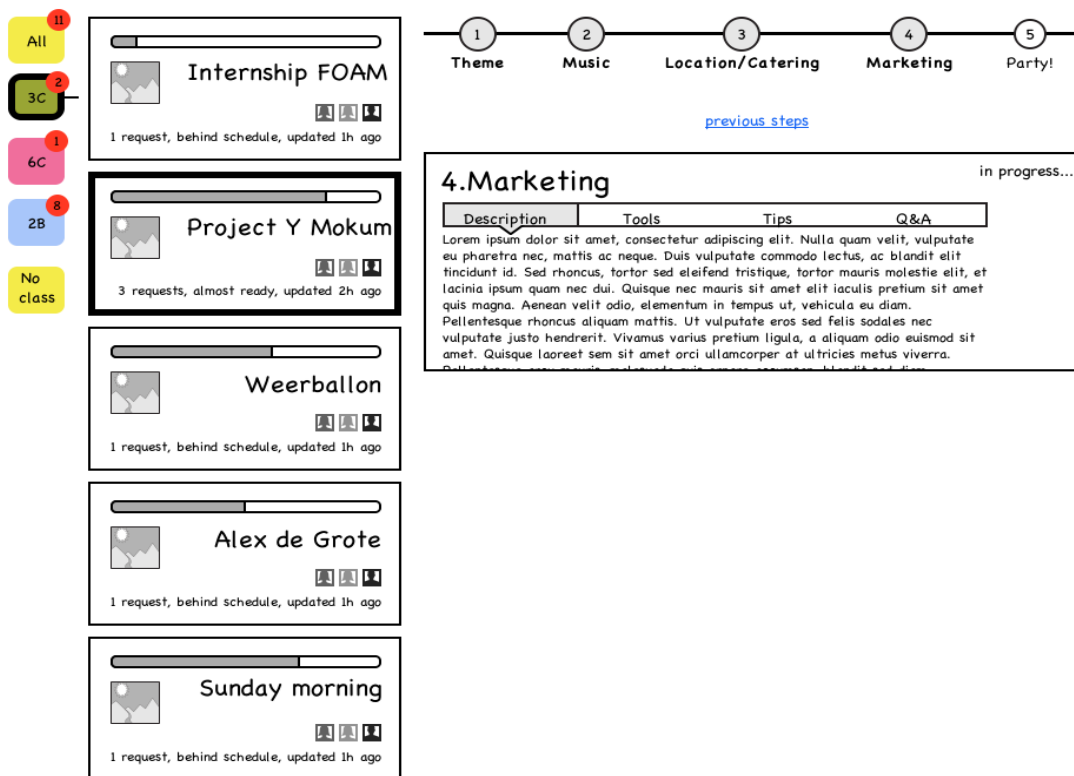 All
11
3C
2
6C
1
2B
8
No
class
Internship FOAM
1 request, behind schedule, updated 1h ago
Project Y Mokum
3 requests, almost ready, updated 2h ago
Weerballon
1 request, behind schedule, updated 1h ago
Alex de Grote
1 request, behind schedule, updated 1h ago
Sunday morning
1 request, behind schedule, updated 1h ago
1 2 3 4 5
Theme Music Location/Catering Marketing Party!
previous steps
4.Marketing
in progress...
Description Tools Tips Q&A
Lorem ipsum dolor sit amet, consectetur adipiscing elit. Nulla quam velit, vulputate
eu pharetra nec, mattis ac neque. Duis vulputate commodo lectus, ac blandit elit
tincidunt id. Sed rhoncus, tortor sed eleifend tristique, tortor mauris molestie elit, et
lacinia ipsum quam nec dui. Quisque nec mauris sit amet elit iaculis pretium sit amet
quis magna. Aenean velit odio, elementum in tempus ut, vehicula eu diam.
Pellentesque rhoncus aliquam mattis. Ut vulputate eros sed felis sodales nec
vulputate justo hendrerit. Vivamus varius pretium ligula, a aliquam odio euismod sit
amet. Quisque laoreet sem sit amet orci ullamcorper at ultricies metus viverra.